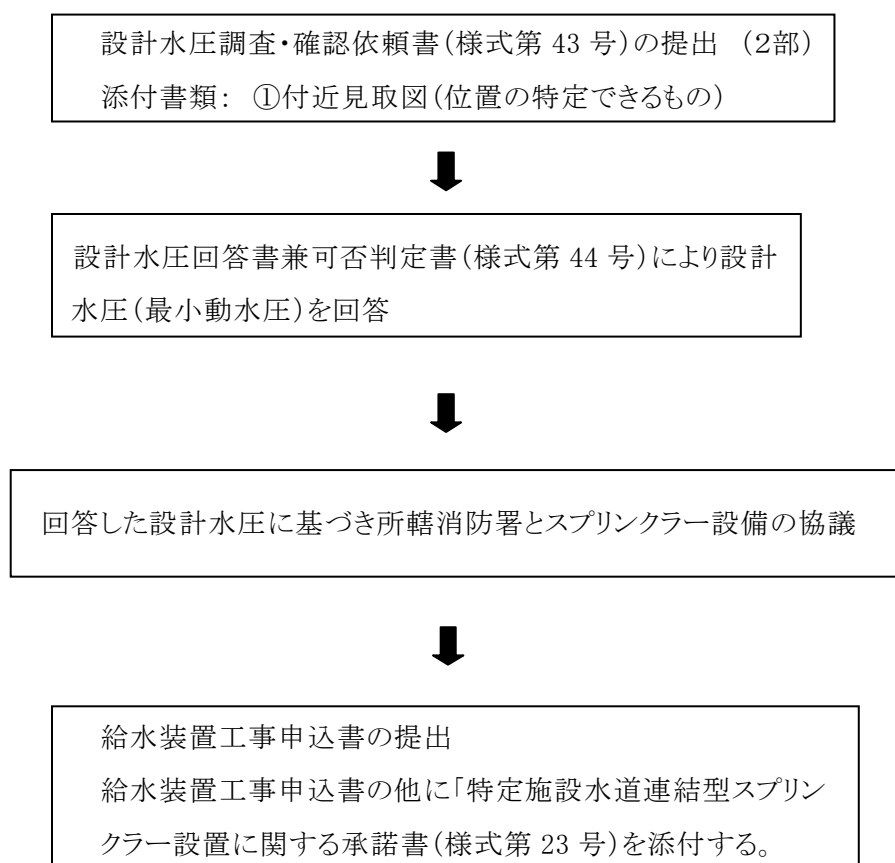 設計水圧調査・確認依頼書(様式第 43 号)の提出 (2部)
添付書類: ①付近見取図(位置の特定できるもの)
設計水圧回答書兼可否判定書(様式第 44 号)により設計
水圧(最小動水圧)を回答
回答した設計水圧に基づき所轄消防署とスプリンクラー設備の協議
給水装置工事申込書の提出
給水装置工事申込書の他に「特定施設水道連結型スプリン
クラー設置に関する承諾書(様式第 23 号)を添付する。